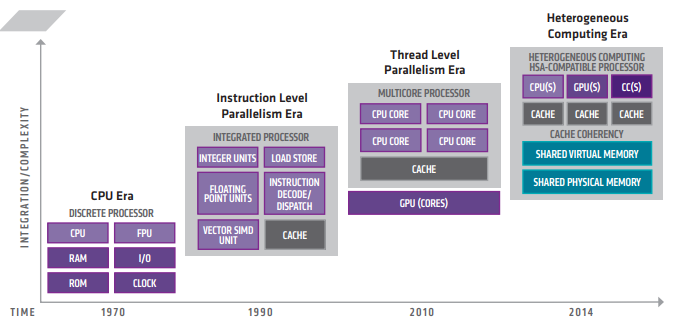 Heterogeneous
Computing Era
HETEROGENEOUS COMPUTING
HSA-COMPATIBLE PROCESSOR
CPU(S)
GPU(S)
CC(S)
CACHE
CACHE
CACHE
CACHE COHERENCY
SHARED VIRTUAL MEMORY
SHARED PHYSICAL MEMORY
Thread Level
Parallelism Era
MULTICORE PROCESSOR
CPU CORE
CPU CORE
CPU CORE
CPU CORE
CACHE
GPU (CORES)
Instruction Level
Parallelism Era
INTEGRATED PROCESSOR
INTEGER UNITS
LOAD STORE
FLOATING
POINT UNITS
INSTRUCTION
DECODE/
DISPATCH
VECTOR SIMD
UNIT
CACHE
CPU Era
DISCRETE PROCESSOR
CPU
FPU
RAM
I/O
ROM
CLOCK
INTEGRATION/COMPLEXITY
TIME
1970
1990
2010
2014